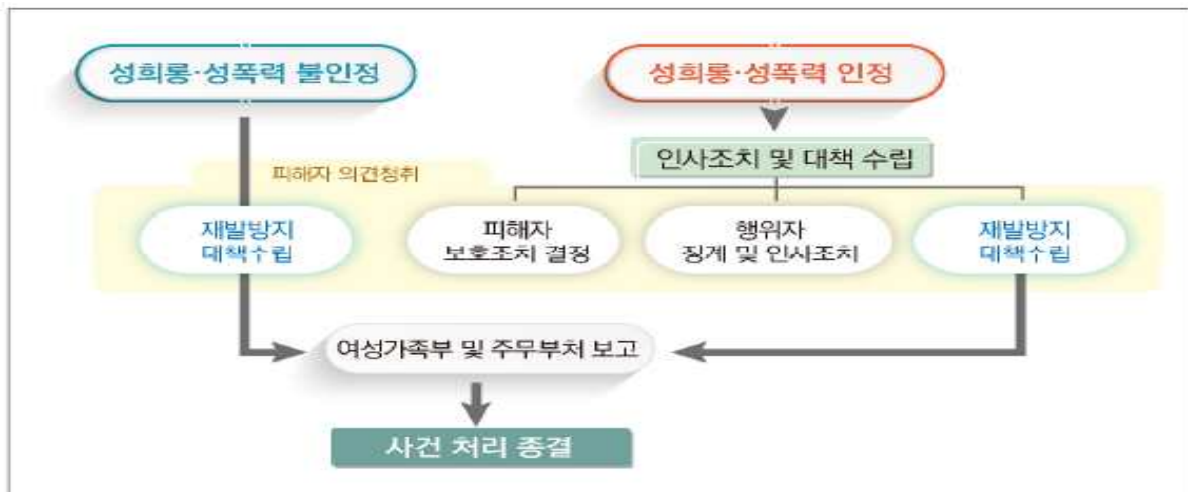 성희롱·성폭력 불인정
성희롱·성폭력 인정
인사조치 및 대책 수립
피해자 의견청취
재발방지
대책수립
피해자
보호조치 결정
행위자
징계 및 인사조치
재발방지
대책수립
여성가족부 및 주무부처 보고
사건 처리 종결